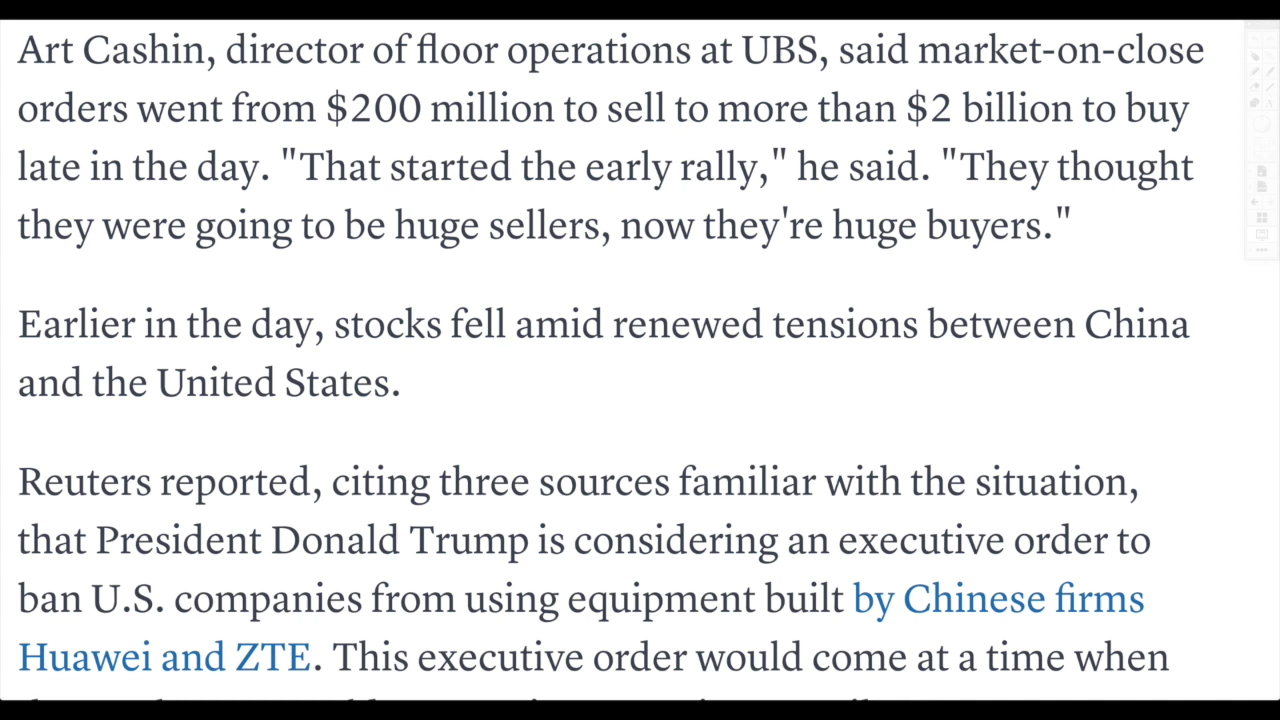 Art Cashin, director of floor operations at UBS, said market-on-close
orders went from $200 million to sell to more than $2 billion to buy
late in the day. "That started the early rally," he said. "They thought
they were going to be huge sellers, now they're huge buyers."
Earlier in the day, stocks fell amid renewed tensions between China
and the United States.
Reuters reported, citing three sources familiar with the situation,
that President Donald Trump is considering an executive order to
ban U.S. companies from using equipment built by Chinese firms
Huawei and ZTE. This executive order would come at a time when